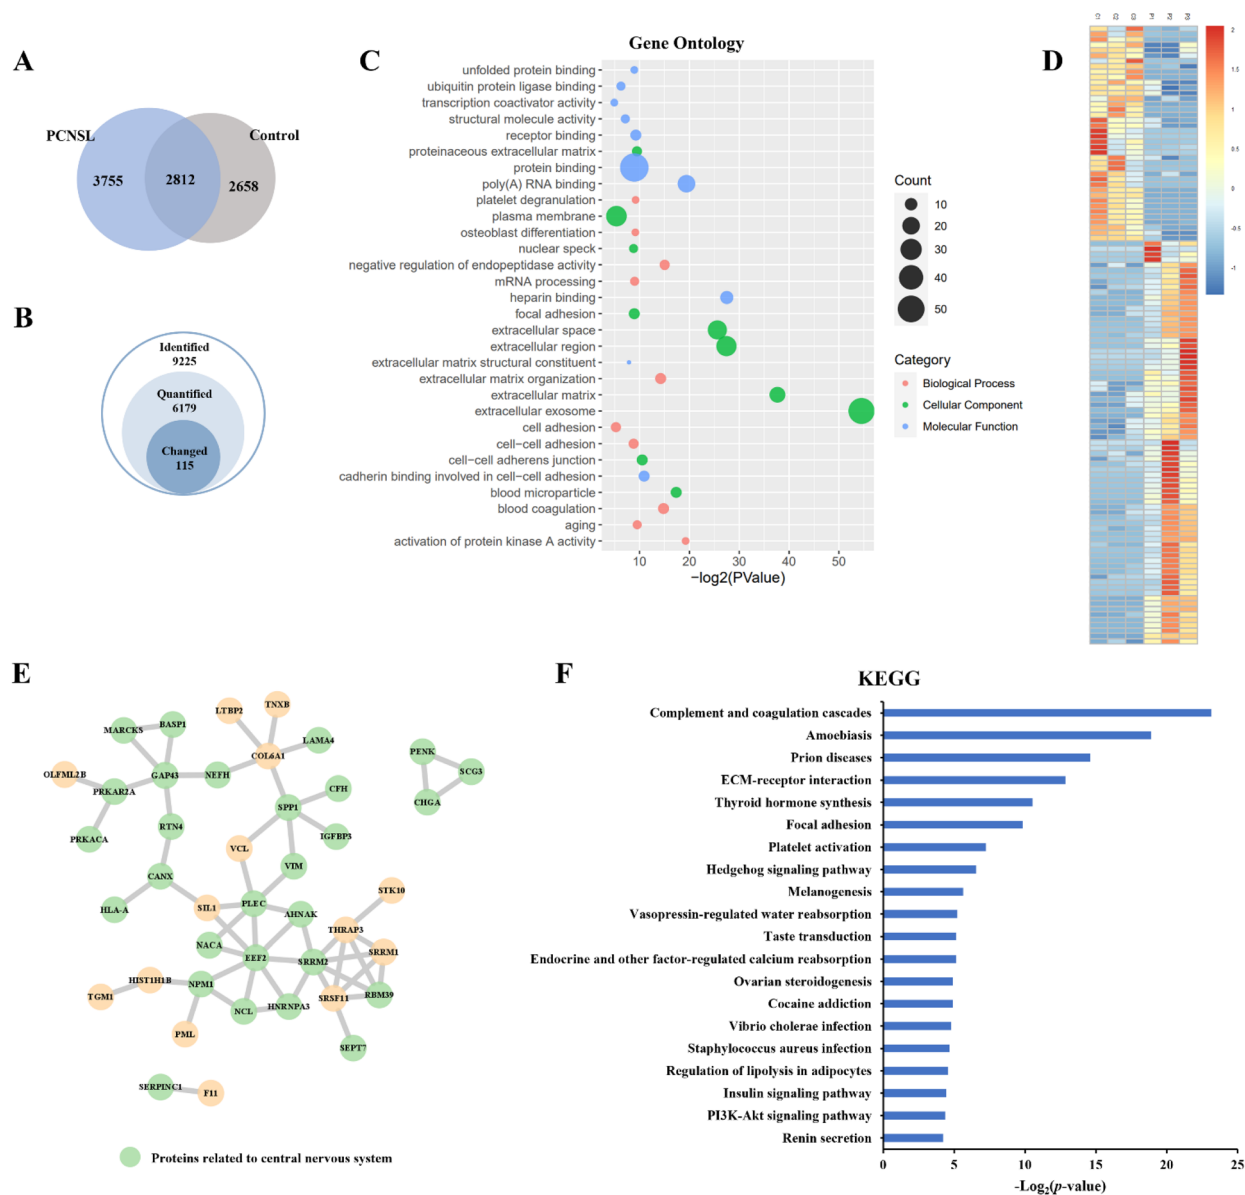 A
PCNSL
Control
3755
2812
2658
B
Identified
9225
Quantified
6179
Changed
115
C
Gene Ontology
unfolded protein binding
ubiquitin protein ligase binding
transcription coactivator activity
structural molecule activity
receptor binding
proteinaceous extracellular matrix
protein binding
poly(A) RNA binding
platelet degranulation
plasma membrane
osteoblast differentiation
nuclear speck
negative regulation of endopeptidase activity
mRNA processing
heparin binding
focal adhesion
extracellular space
extracellular region
extracellular matrix structural constituent
extracellular matrix organization
extracellular matrix
extracellular exosome
cell adhesion
cell−cell adhesion
cell−cell adherens junction
cadherin binding involved in cell−cell adhesion
blood microparticle
blood coagulation
aging
activation of protein kinase A activity
10 20 30 40 50
−log2(PValue)
Count
10
20
30
40
50
Category
Biological Process
Cellular Component
Molecular Function
D
C1 C2 C3 P1 P2 P3
2
1.5
1
0.5
0
-0.5
-1
E
LTBP2
TNXB
MARCKS
BASP1
LAMA4
COL6A1
OLFML2B
GAP43
NEFH
PRKAR2A
SPP1
CFH
PRKACA
RTN4
IGFBP3
VCL
VIM
CANX
HLA-A
SIL1
PLEC
AHNAK
STK10
THRAP3
NACA
EEF2
SRRM2
SRRM1
HIST1H1B
NPM1
TGM1
NCL
HNRNPA3
SRSF11
RBM39
PML
SEPT7
SERPINC1
F11
PENK
SCG3
CHGA
Proteins related to central nervous system
F
KEGG
Complement and coagulation cascades
Amoebiasis
Prion diseases
ECM-receptor interaction
Thyroid hormone synthesis
Focal adhesion
Platelet activation
Hedgehog signaling pathway
Melanogenesis
Vasopressin-regulated water reabsorption
Taste transduction
Endocrine and other factor-regulated calcium reabsorption
Ovarian steroidogenesis
Cocaine addiction
Vibrio cholerae infection
Staphylococcus aureus infection
Regulation of lipolysis in adipocytes
Insulin signaling pathway
PI3K-Akt signaling pathway
Renin secretion
0 5 10 15 20 25
-Log2(p-value)